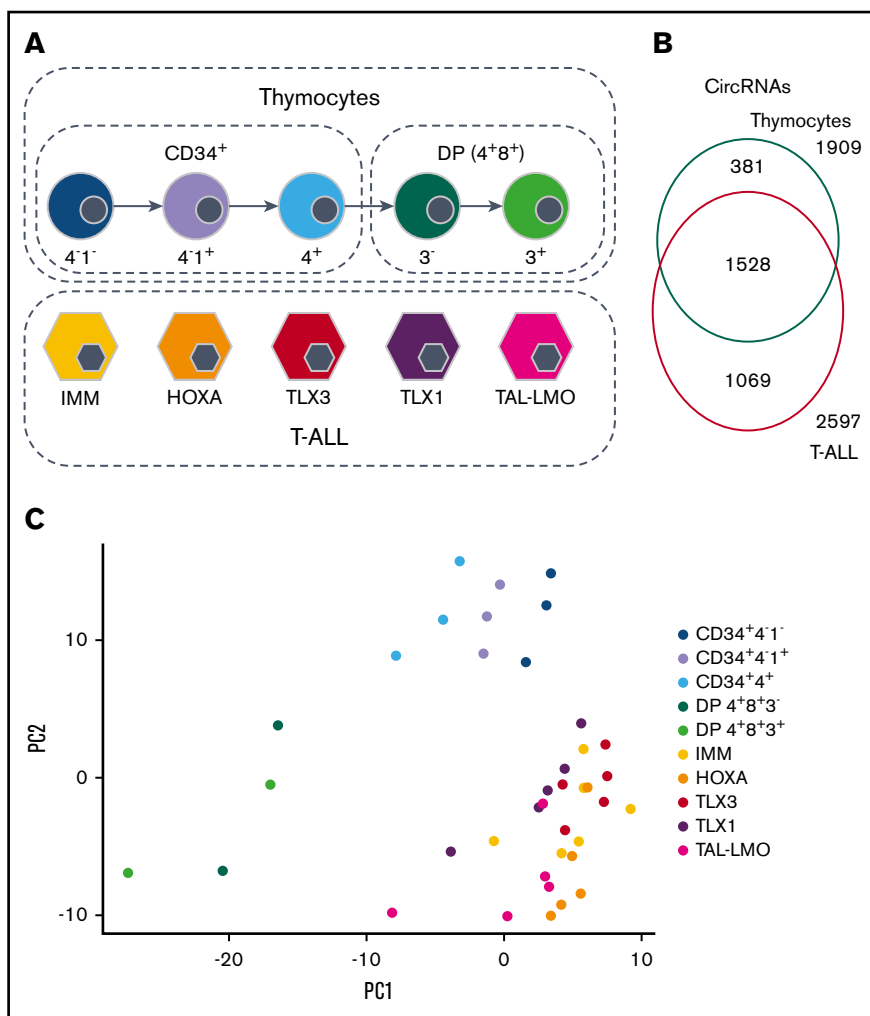 A
Thymocytes
CD34⁺
DP (4⁺8⁺)
4⁻1⁻
4⁻1⁺
4⁺
3⁻
3⁺
IMM
HOXA
TLX3
TLX1
TAL-LMO
T-ALL
B
CircRNAs
Thymocytes
1909
381
1528
1069
2597
T-ALL
C
PC2
10
0
-10
-20
-10
0
10
PC1
CD34⁺4⁻1⁻
CD34⁺4⁻1⁺
CD34⁺4⁺
DP 4⁺8⁺3⁻
DP 4⁺8⁺3⁺
IMM
HOXA
TLX3
TLX1
TAL-LMO